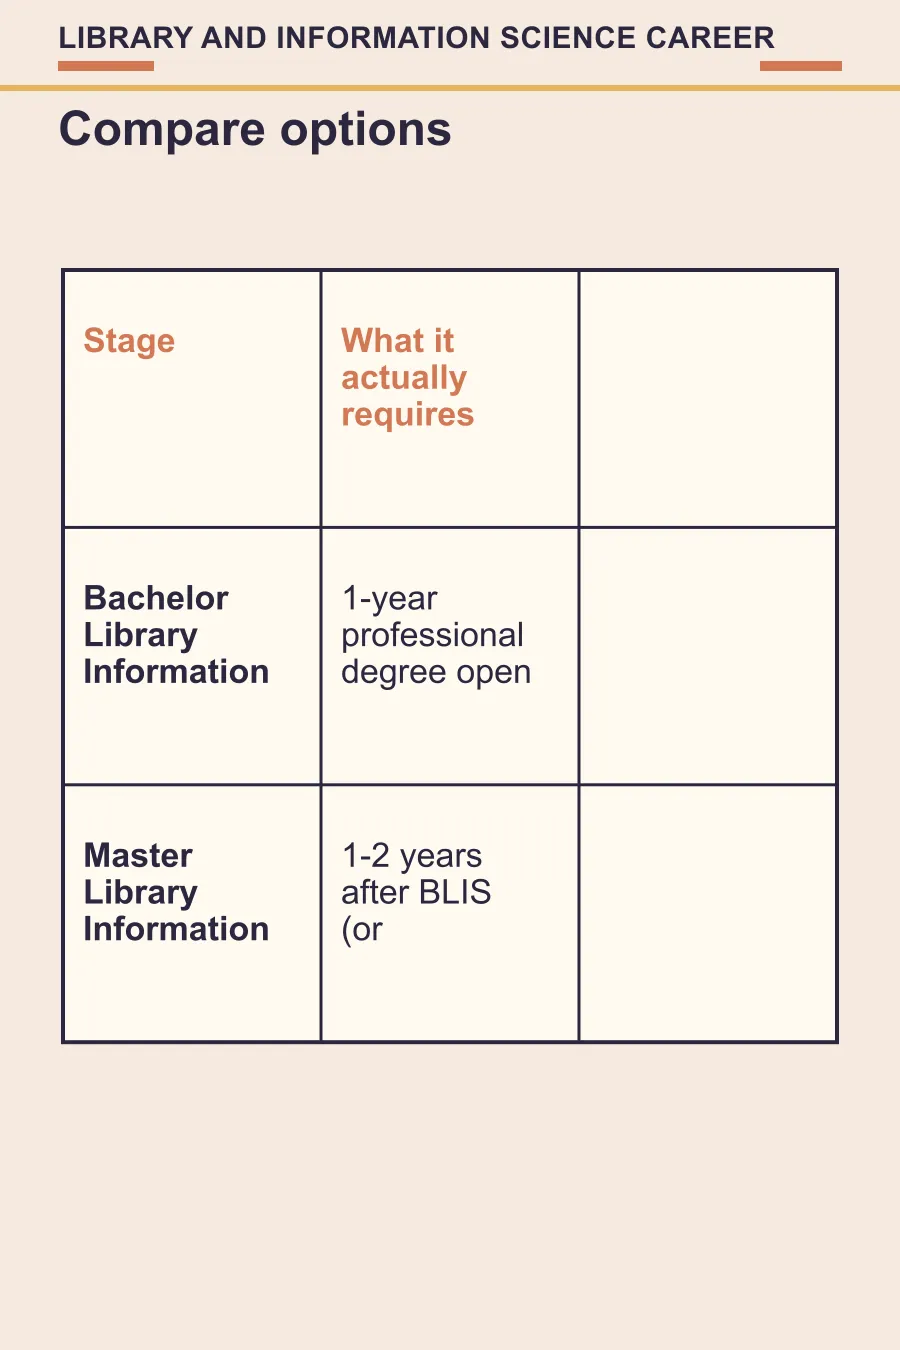 LIBRARY AND INFORMATION SCIENCE CAREER
Compare options
Stage
What it
actually
requires
Bachelor
Library
Information
1-year
professional
degree open
Master
Library
Information
1-2 years
after BLIS
(or